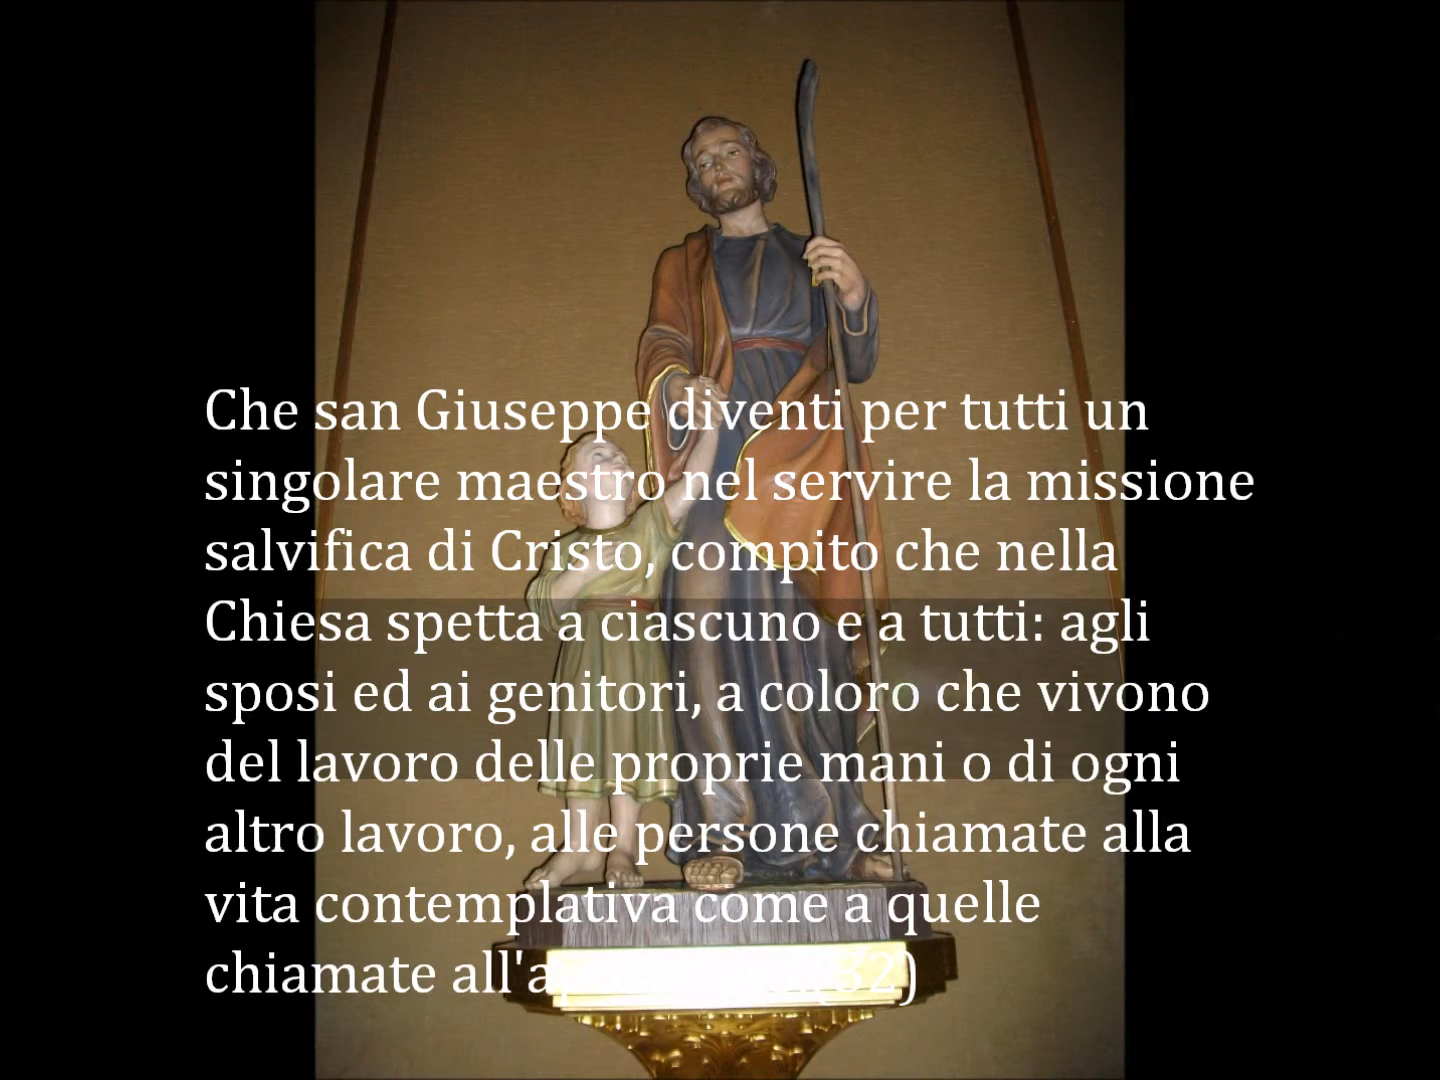 Che san Giuseppe diventi per tutti un
singolare maestro nel servire la missione
salvifica di Cristo, compito che nella
Chiesa spetta a ciascuno e a tutti: agli
sposi ed ai genitori, a coloro che vivono
del lavoro delle proprie mani o di ogni
altro lavoro, alle persone chiamate alla
vita contemplativa come a quelle
chiamate (32)